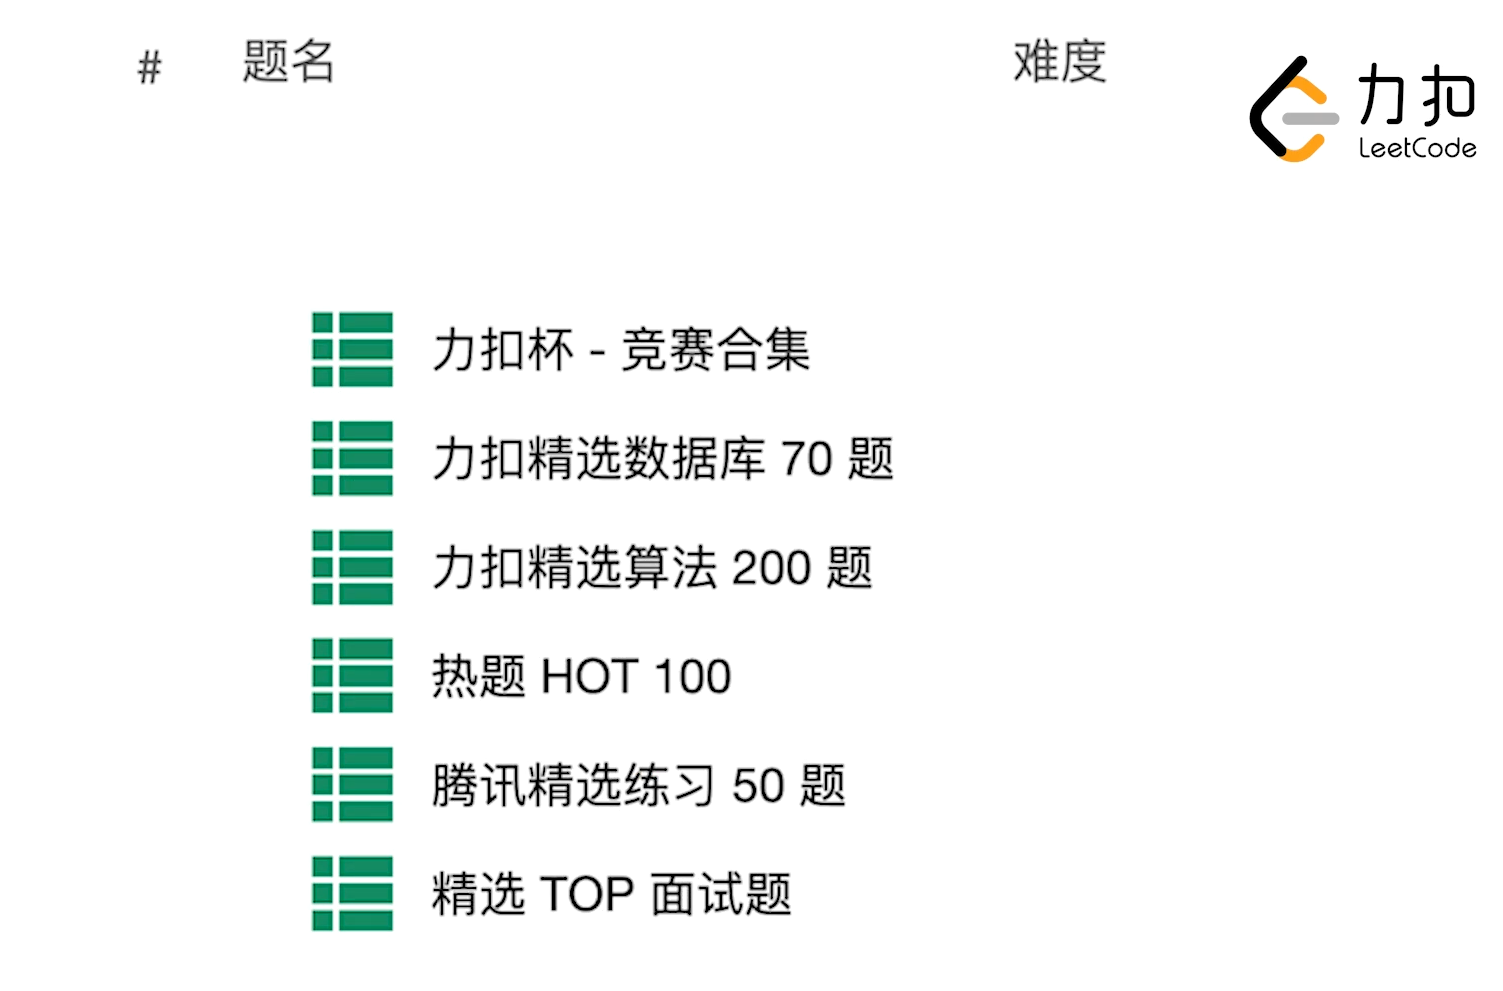 # 题名 难度
力扣
LeetCode
力扣杯 - 竞赛合集
力扣精选数据库 70 题
力扣精选算法 200 题
热题 HOT 100
腾讯精选练习 50 题
精选 TOP 面试题